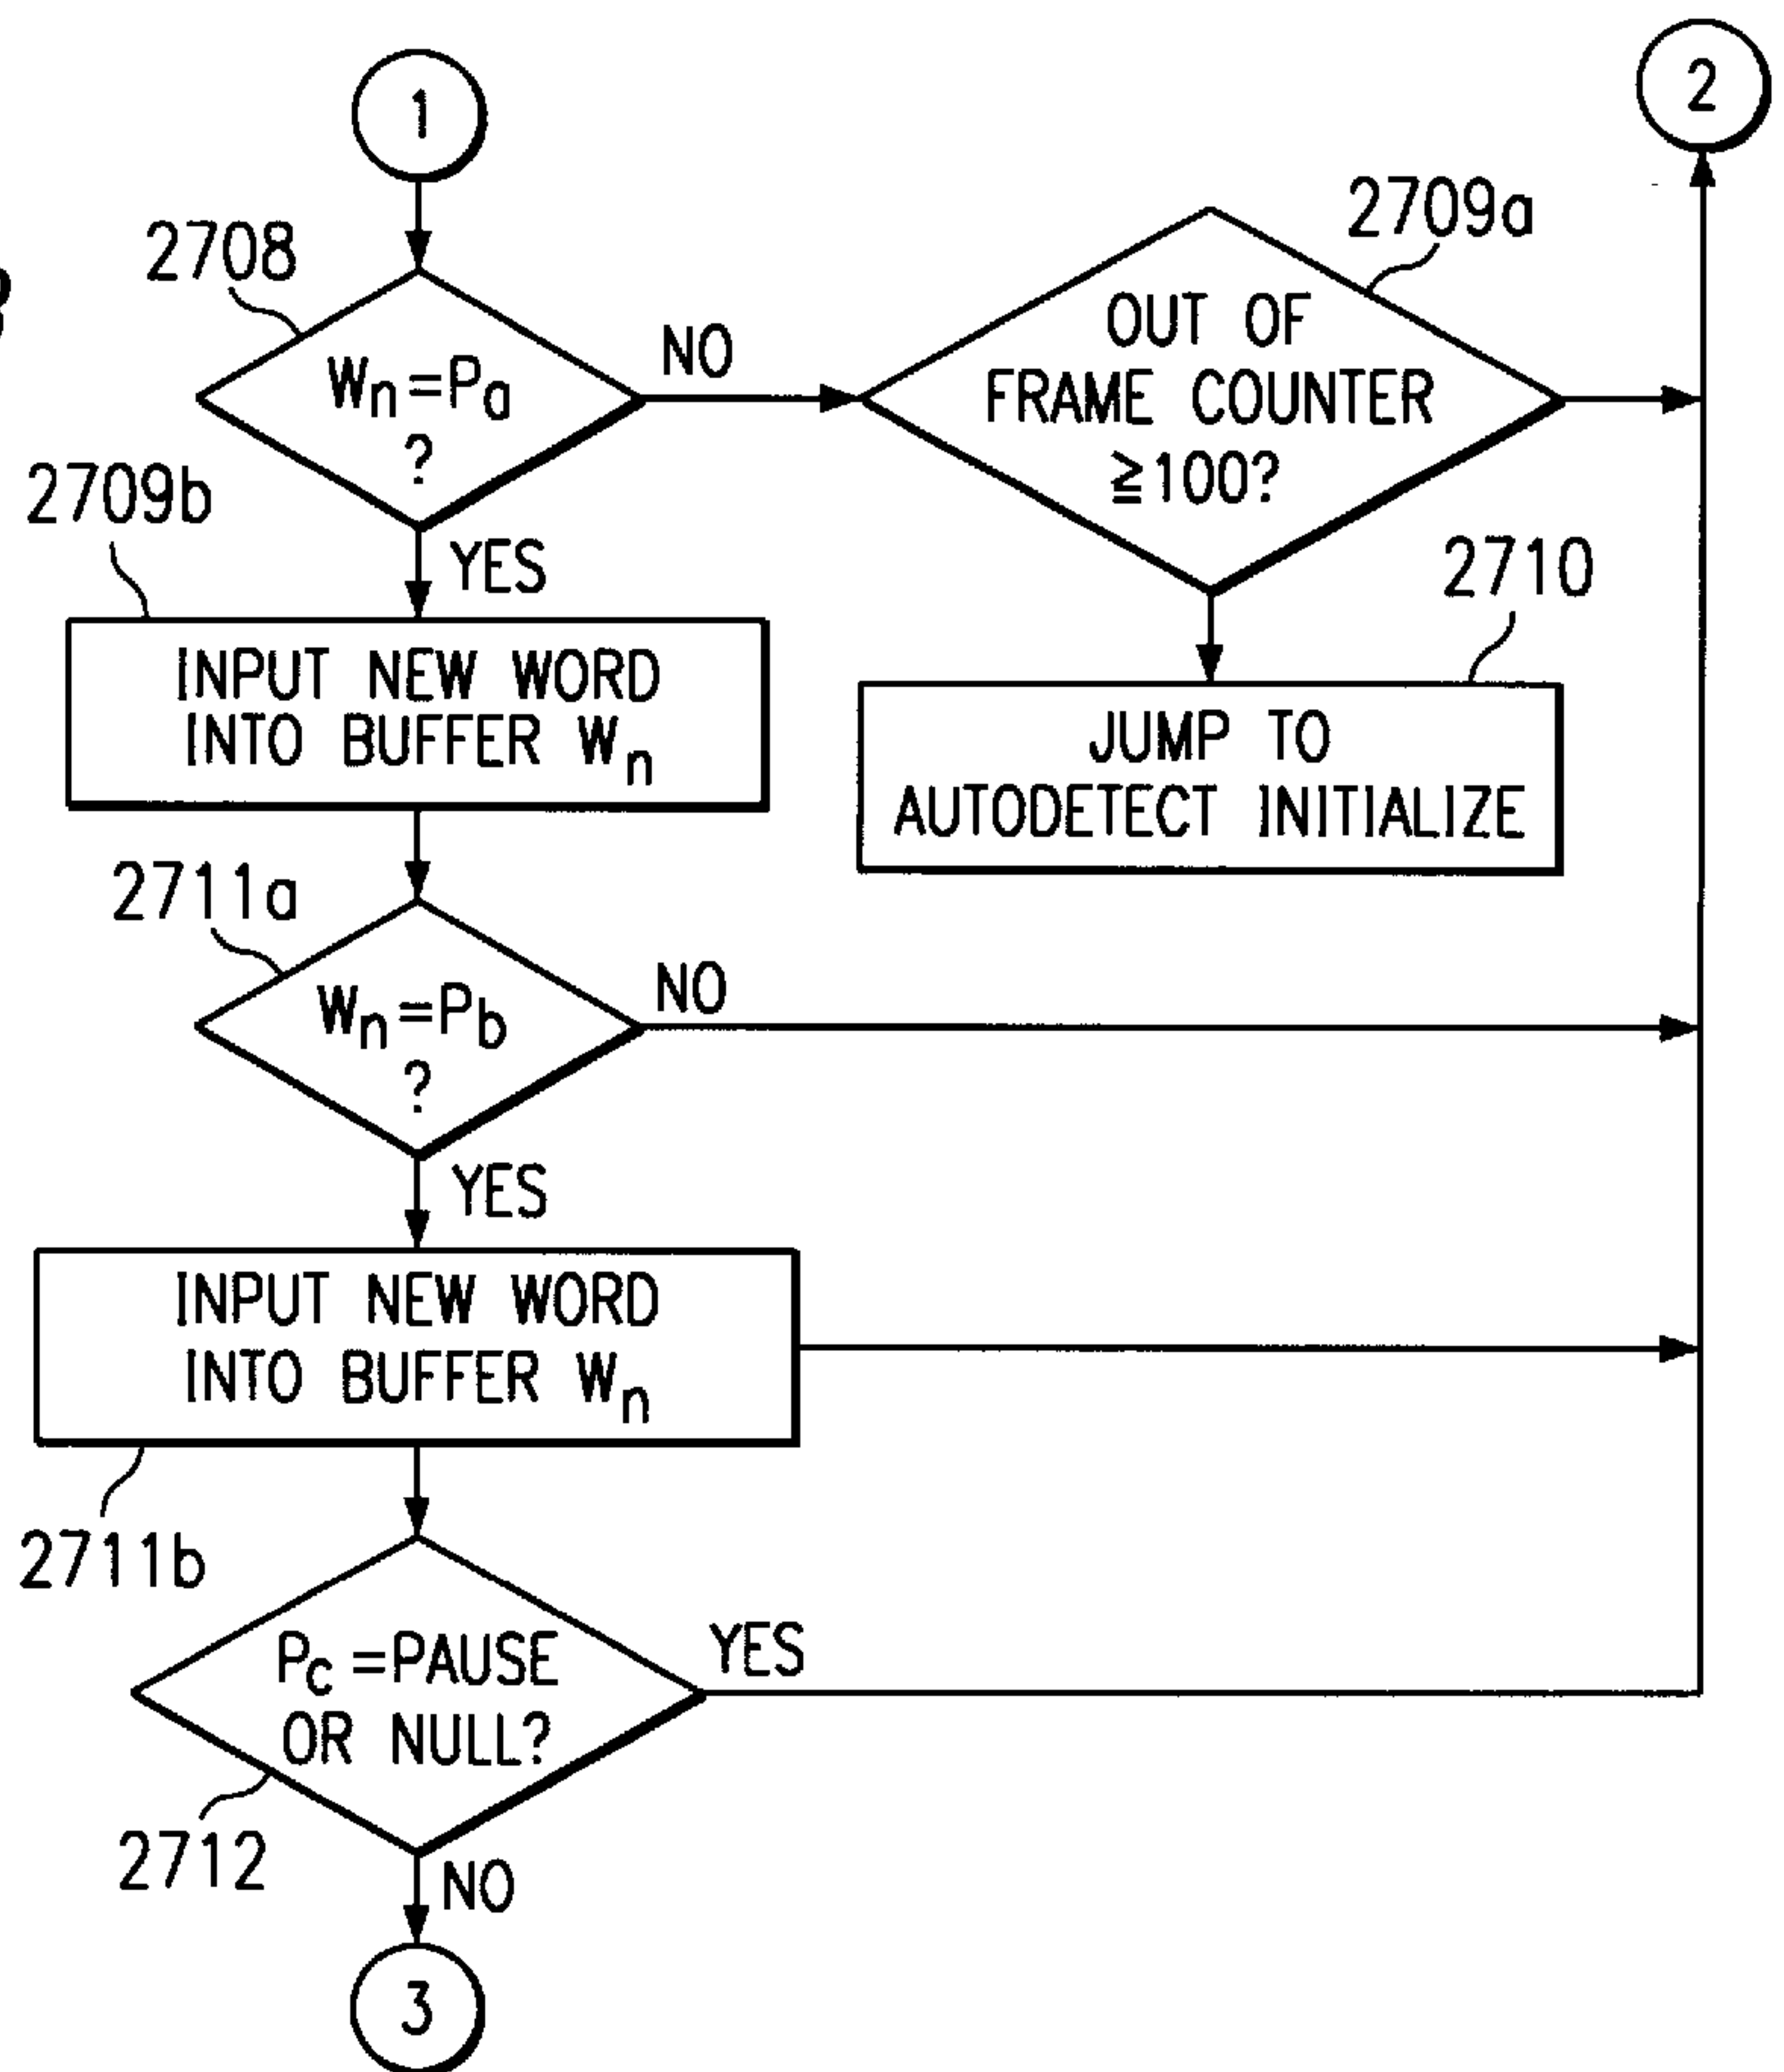 1
2
2708
2709a
Wn=Pa
?
NO
OUT OF
FRAME COUNTER
≧100?
2709b
YES
2710
INPUT NEW WORD
INTO BUFFER Wn
JUMP TO
AUTODETECT INITIALIZE
2711a
Wn=Pb
?
NO
YES
INPUT NEW WORD
INTO BUFFER Wn
2711b
Pc=PAUSE
OR NULL?
YES
2712
NO
3